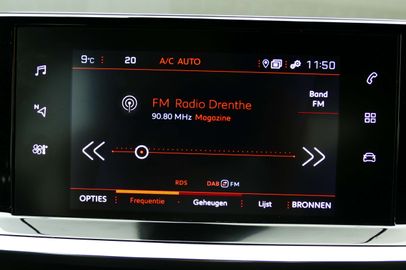 9°C 20 A/C AUTO 11:50
FM Radio Drenthe
90.80 MHz Magazine
Band
FM
N
RDS DAB FM
OPTIES Frequentie Geheugen Lijst BRONNEN